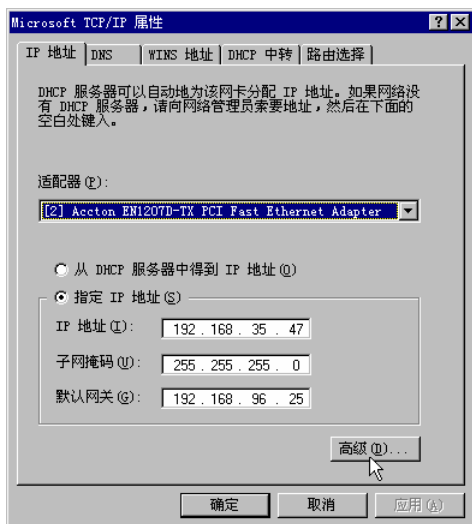 Microsoft TCP/IP 属性
IP 地址 DNS WINS 地址 DHCP 中转 路由选择
DHCP 服务器可以自动地为该网卡分配 IP 地址。如果网络没
有 DHCP 服务器，请向网络管理员索要地址，然后在下面的
空白处键入。
适配器(P):
[2] Accton EN1207D-TX PCI Fast Ethernet Adapter
从 DHCP 服务器中得到 IP 地址(O)
指定 IP 地址(S)
IP 地址(I): 192 . 168 . 35 . 47
子网掩码(U): 255 . 255 . 255 . 0
默认网关(G): 192 . 168 . 96 . 25
高级(D)...
确定 取消 应用(A)